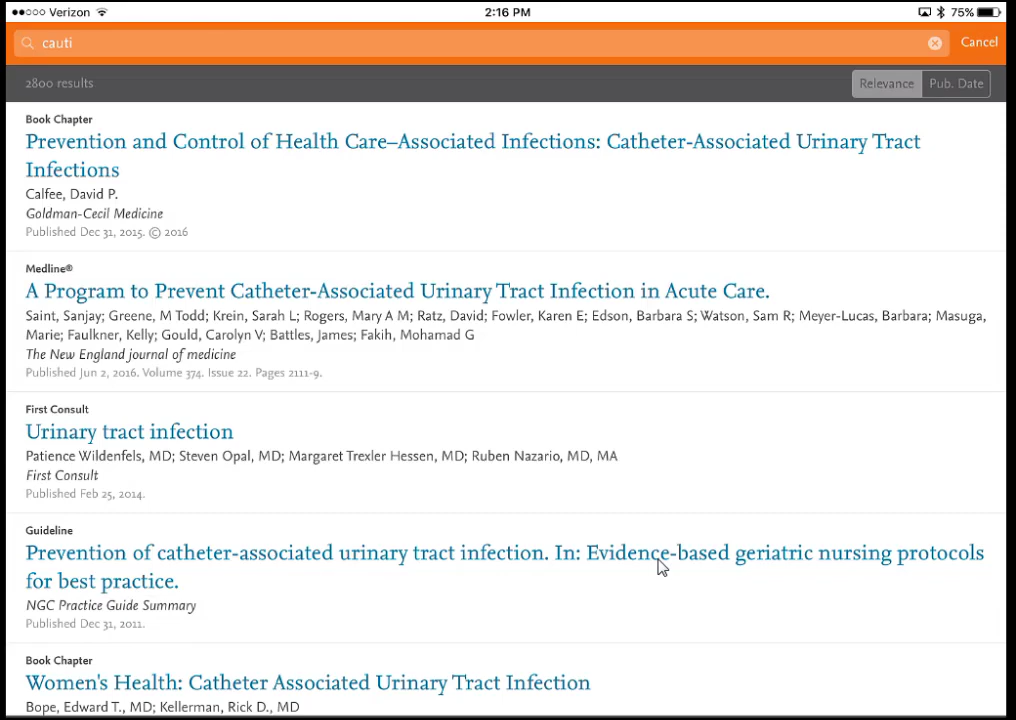 Verizon 2:16 PM 75%
cauti Cancel
2800 results Relevance Pub. Date
Book Chapter
Prevention and Control of Health Care–Associated Infections: Catheter-Associated Urinary Tract
Infections
Calfee, David P.
Goldman-Cecil Medicine
Published Dec 31, 2015. © 2016
Medline®
A Program to Prevent Catheter-Associated Urinary Tract Infection in Acute Care.
Saint, Sanjay; Greene, M Todd; Krein, Sarah L; Rogers, Mary A M; Ratz, David; Fowler, Karen E; Edson, Barbara S; Watson, Sam R; Meyer-Lucas, Barbara; Masuga,
Marie; Faulkner, Kelly; Gould, Carolyn V; Battles, James; Fakih, Mohamad G
The New England journal of medicine
Published Jun 2, 2016. Volume 374. Issue 22. Pages 2111-9.
First Consult
Urinary tract infection
Patience Wildenfels, MD; Steven Opal, MD; Margaret Trexler Hessen, MD; Ruben Nazario, MD, MA
First Consult
Published Feb 25, 2014.
Guideline
Prevention of catheter-associated urinary tract infection. In: Evidence-based geriatric nursing protocols
for best practice.
NGC Practice Guide Summary
Published Dec 31, 2011.
Book Chapter
Women's Health: Catheter Associated Urinary Tract Infection
Bope, Edward T., MD; Kellerman, Rick D., MD